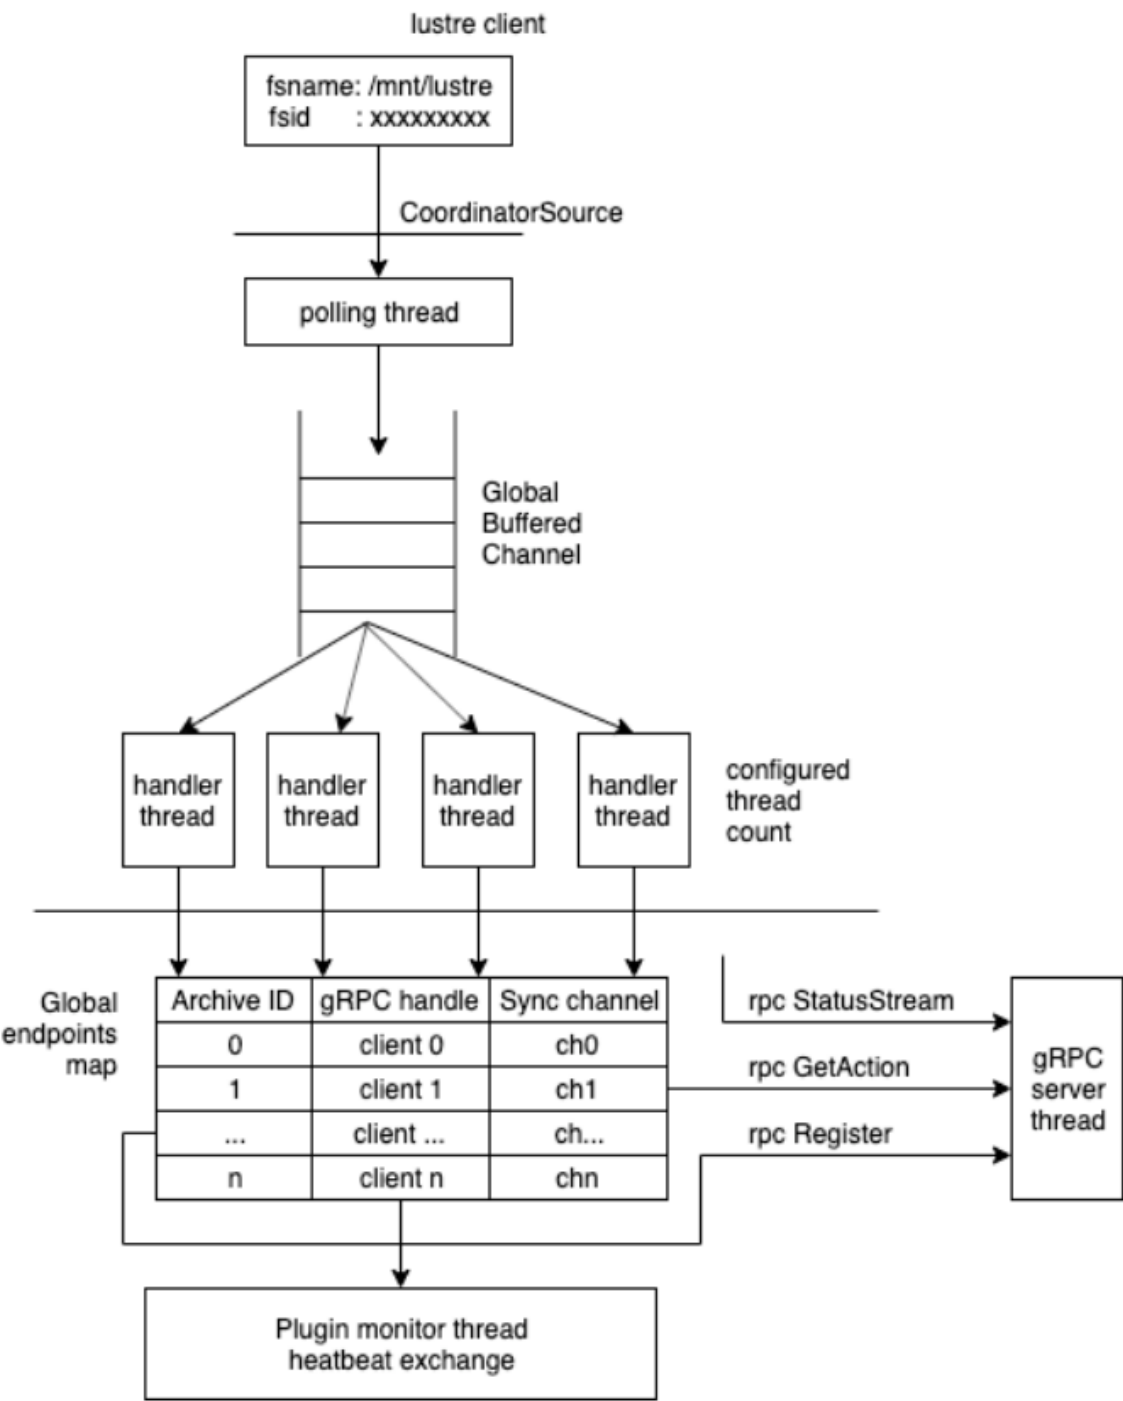 lustre client
fsname: /mnt/lustre
fsid : xxxxxxxxx
CoordinatorSource
polling thread
Global
Buffered
Channel
handler
thread
handler
thread
handler
thread
handler
thread
configured
thread
count
Global
endpoints
map
Archive ID gRPC handle Sync channel
0 client 0 ch0
1 client 1 ch1
... client ... ch...
n client n chn
rpc StatusStream
rpc GetAction
rpc Register
gRPC
server
thread
Plugin monitor thread
heatbeat exchange